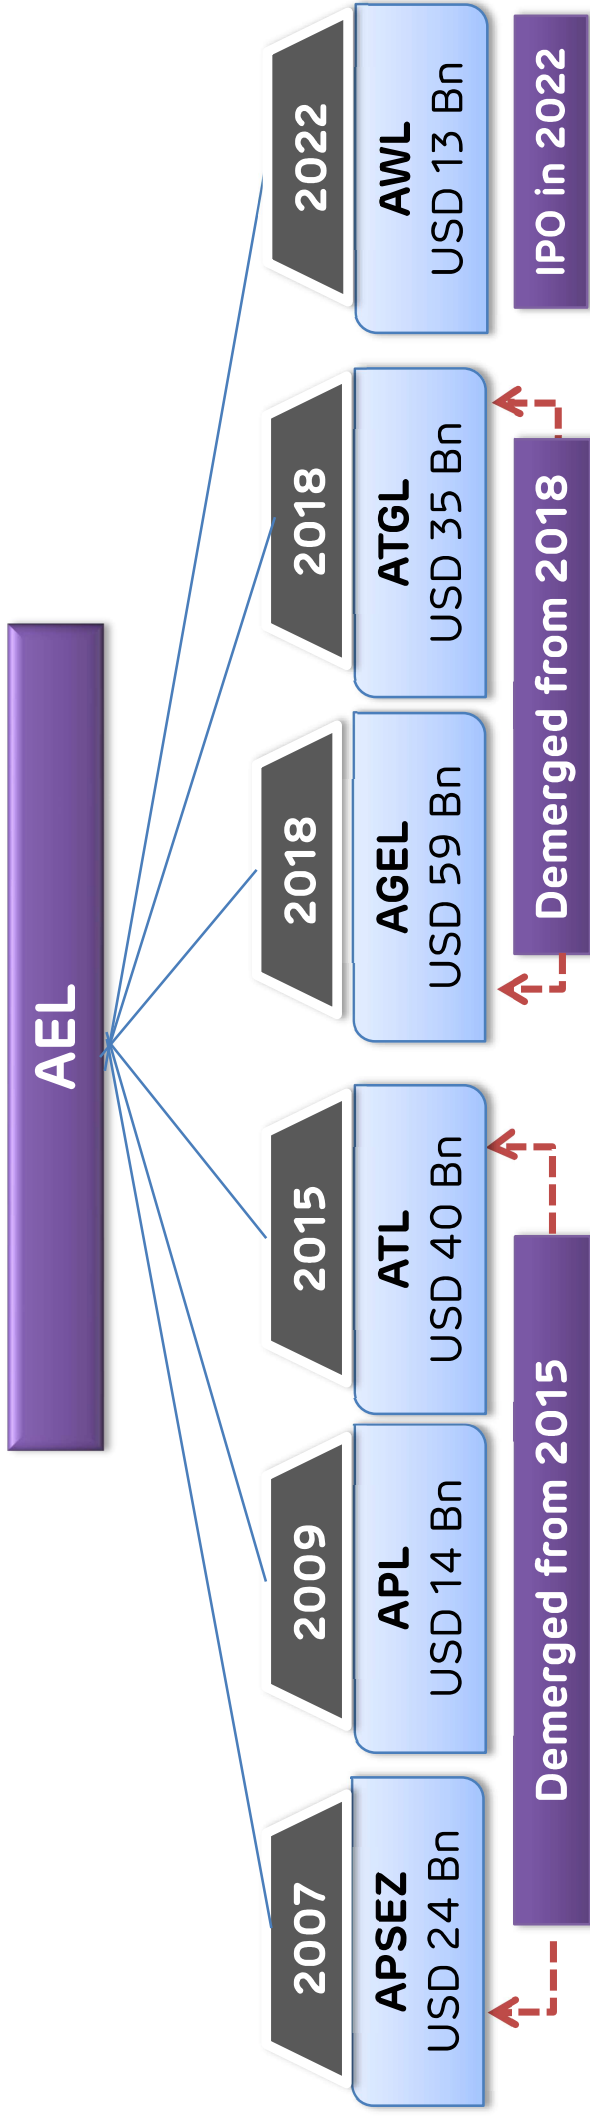 AEL
2007
2009
2015
2018
2018
2022
APSEZ
USD 24 Bn
APL
USD 14 Bn
ATL
USD 40 Bn
AGEL
USD 59 Bn
ATGL
USD 35 Bn
AWL
USD 13 Bn
Demerged from 2015
Demerged from 2018
IPO in 2022